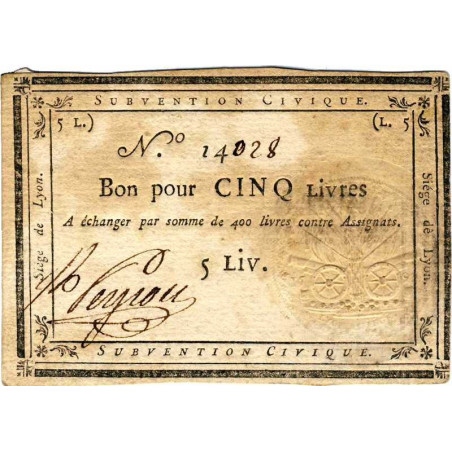 SUBVENTION CIVIQUE.
5 L.)
(L. 5
N.º 14028
Siège de Lyon.
Bon pour CINQ LIVRES
Siège de Lyon.
A échanger par somme de 400 livres contre Assignats.
5 LIV.
SUBVENTION CIVIQUE.